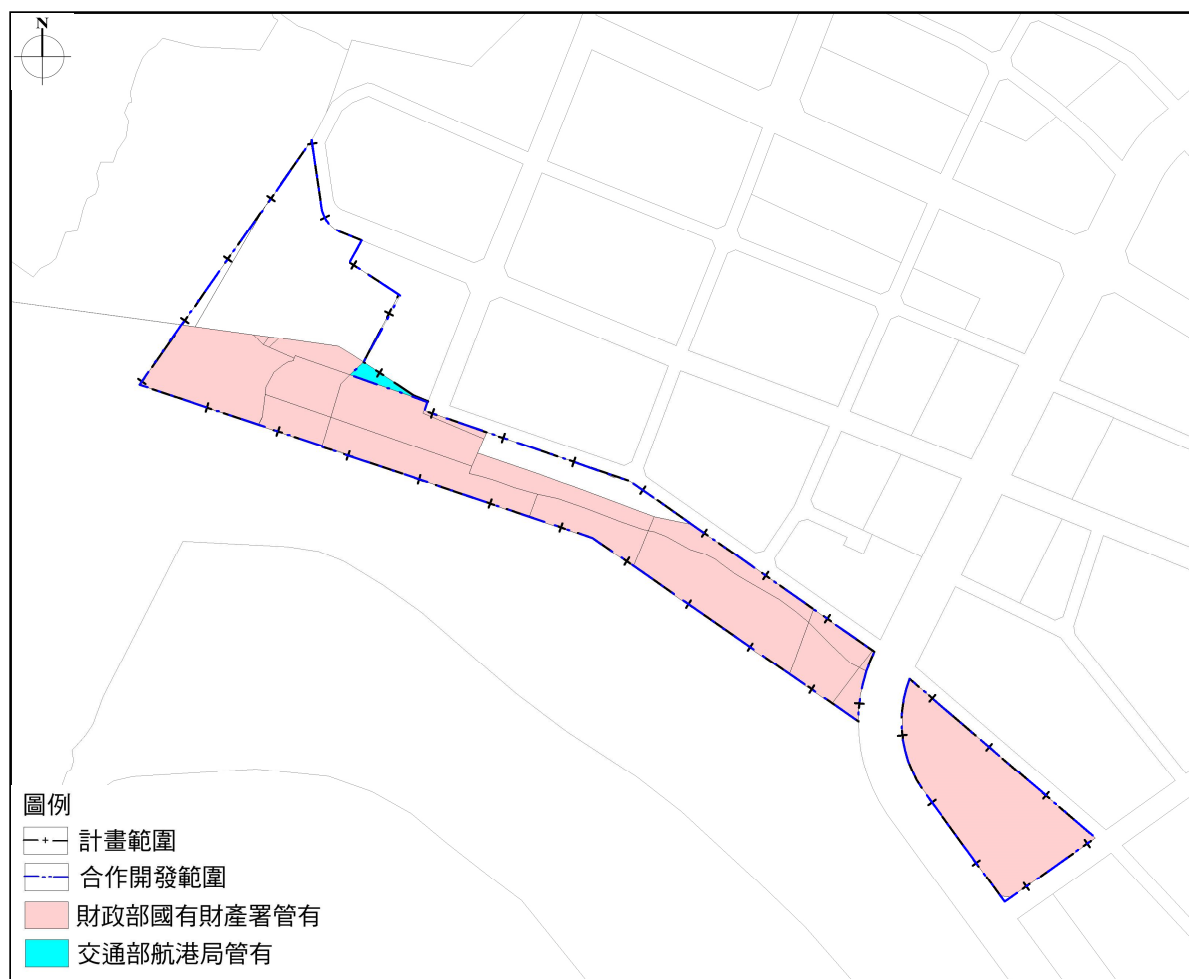 N
圖例
計畫範圍
合作開發範圍
財政部國有財產署管有
交通部航港局管有